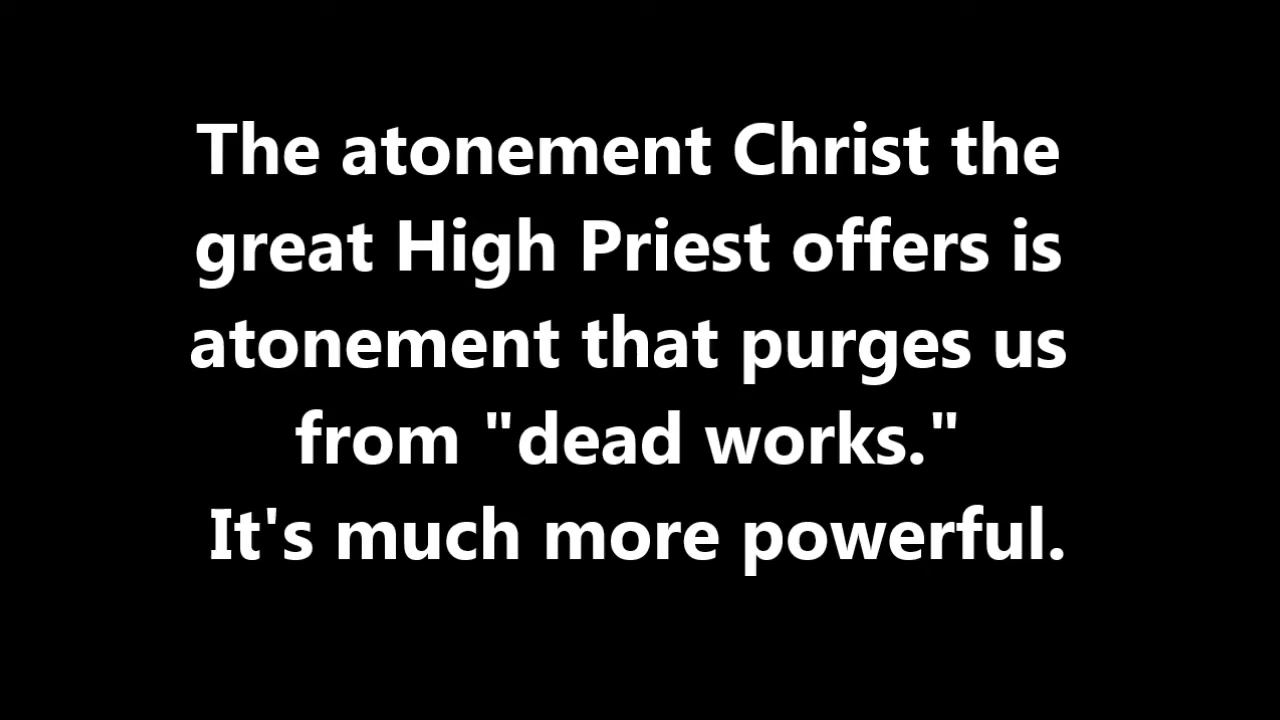 The atonement Christ the
great High Priest offers is
atonement that purges us
from "dead works."
It's much more powerful.